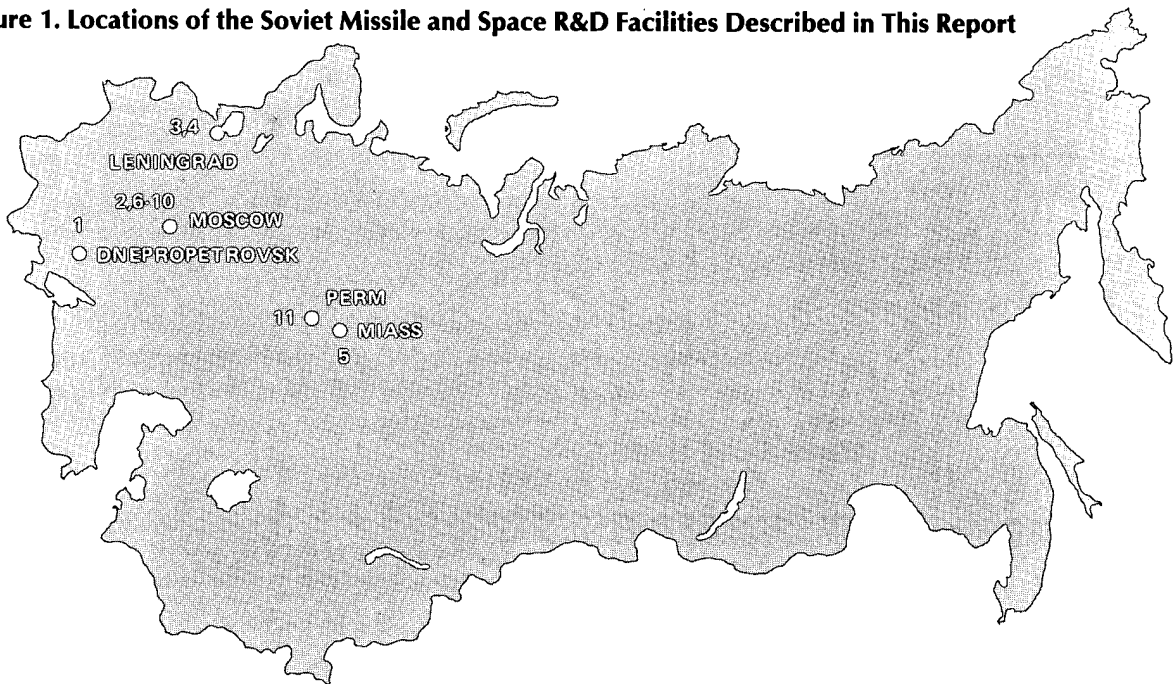 ure 1. Locations of the Soviet Missile and Space R&D Facilities Described in This Report
3,4
LENINGRAD
2,6-10
MOSCOW
1
DNEPROPETROVSK
PERM
11
MIASS
5